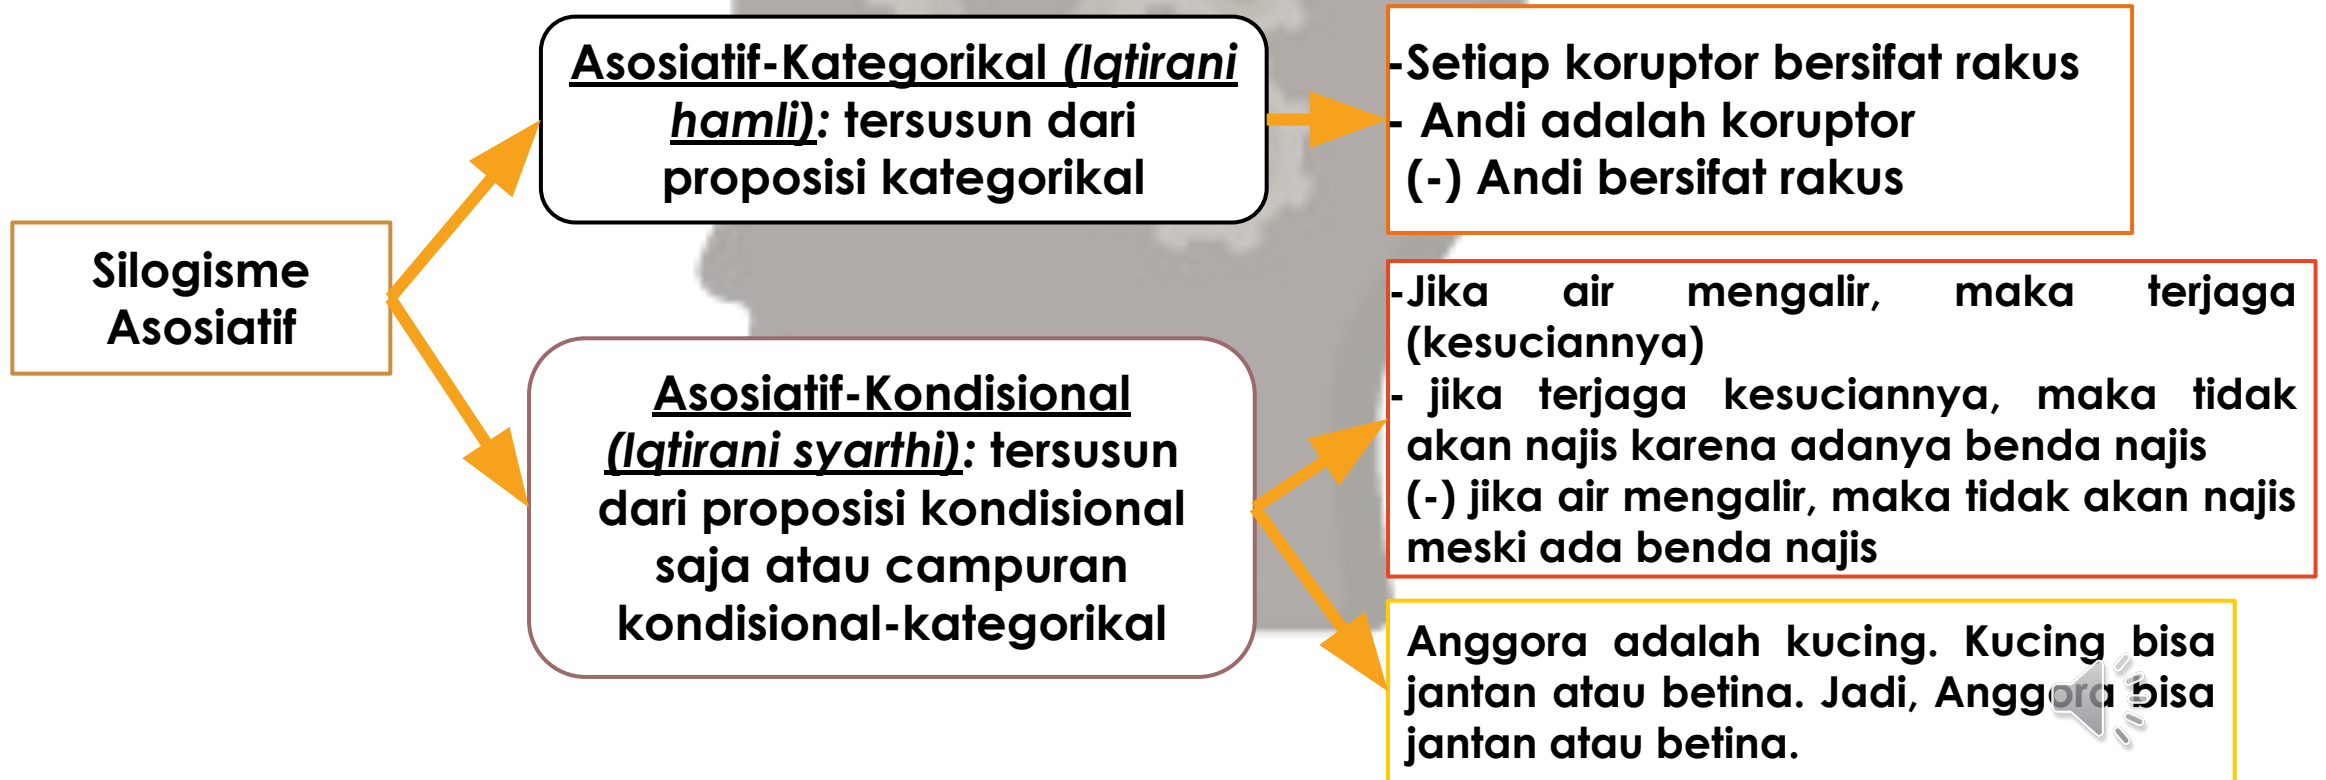 Silogisme
Asosiatif
Asosiatif-Kategorikal (Iqtirani
hamli): tersusun dari
proposisi kategorikal
-Setiap koruptor bersifat rakus
- Andi adalah koruptor
(-) Andi bersifat rakus
Asosiatif-Kondisional
(Iqtirani syarthi): tersusun
dari proposisi kondisional
saja atau campuran
kondisional-kategorikal
-Jika air mengalir, maka terjaga
(kesuciannya)
- jika terjaga kesuciannya, maka tidak
akan najis karena adanya benda najis
(-) jika air mengalir, maka tidak akan najis
meski ada benda najis
Anggora adalah kucing. Kucing bisa
jantan atau betina. Jadi, Anggora bisa
jantan atau betina.